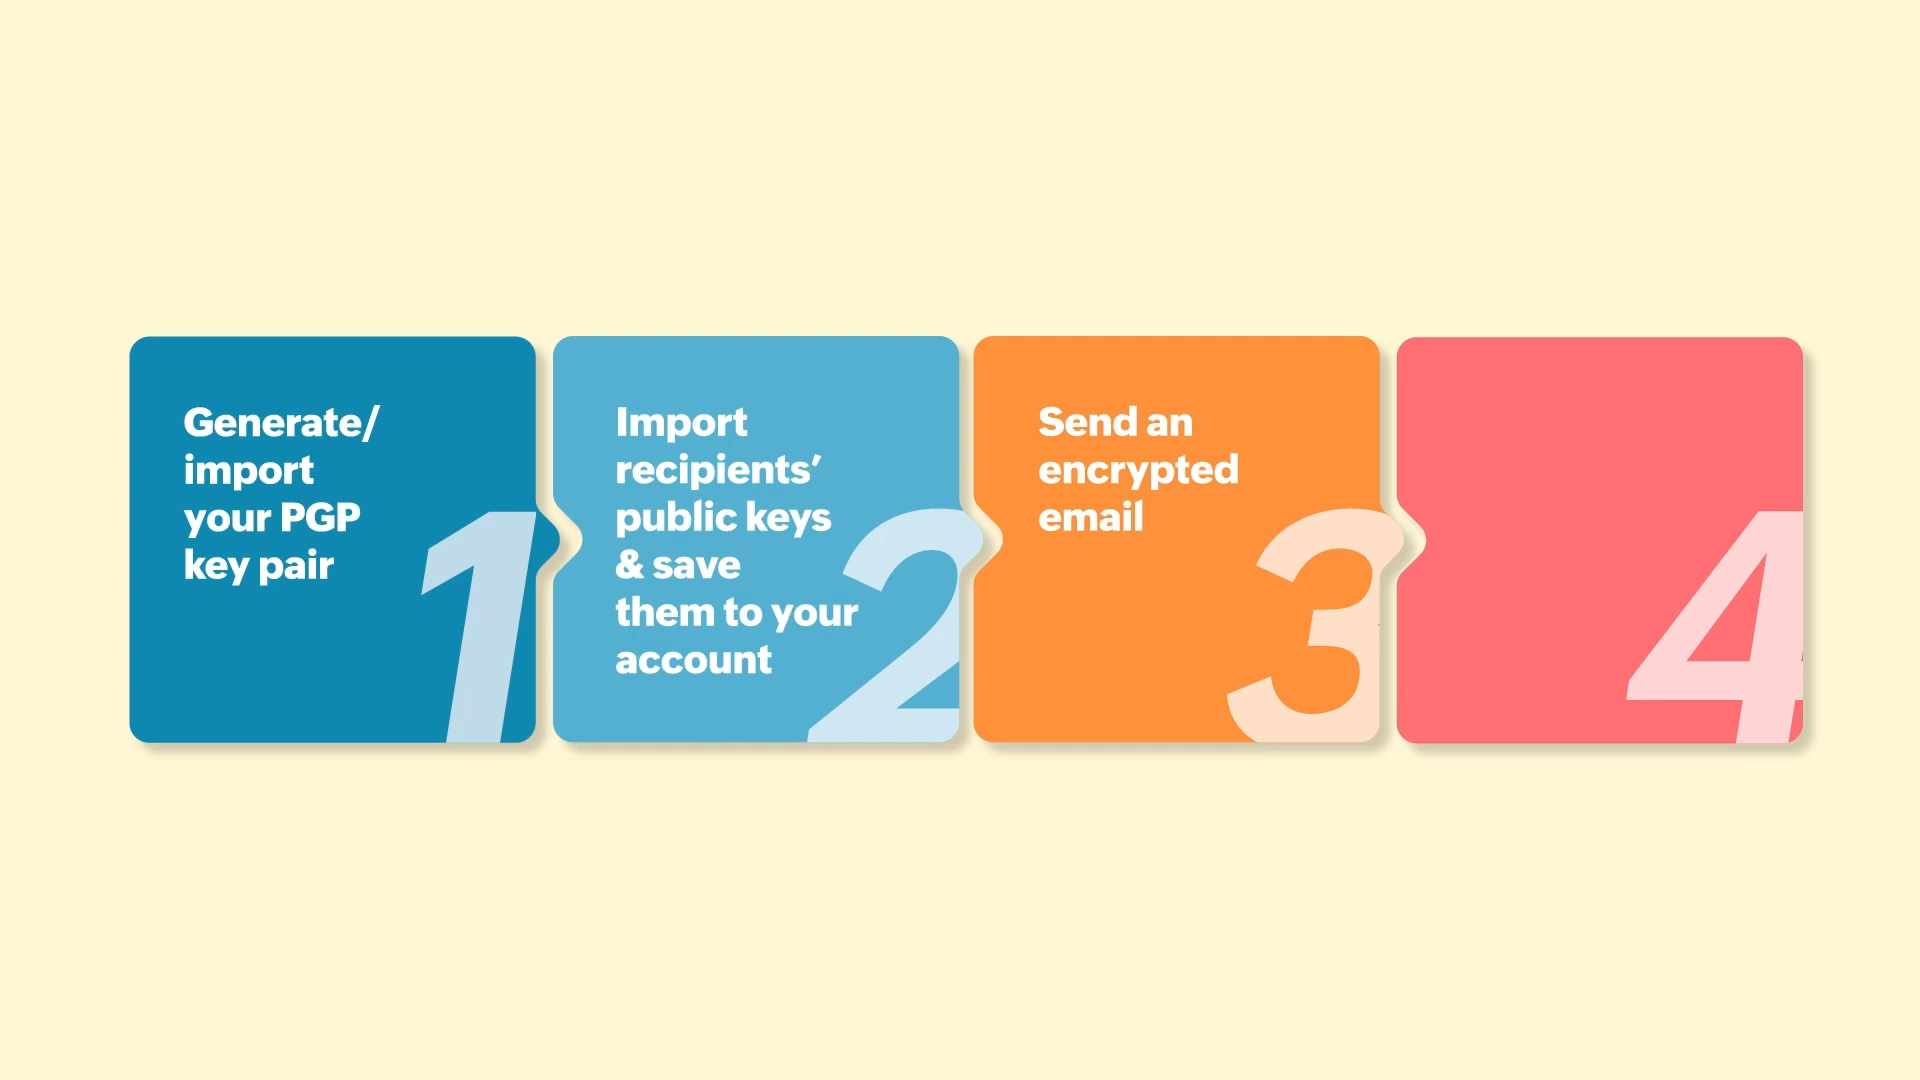 Generate/
import
your PGP
key pair
1
Import
recipients’
public keys
& save
them to your
account
2
Send an
encrypted
email
3
4